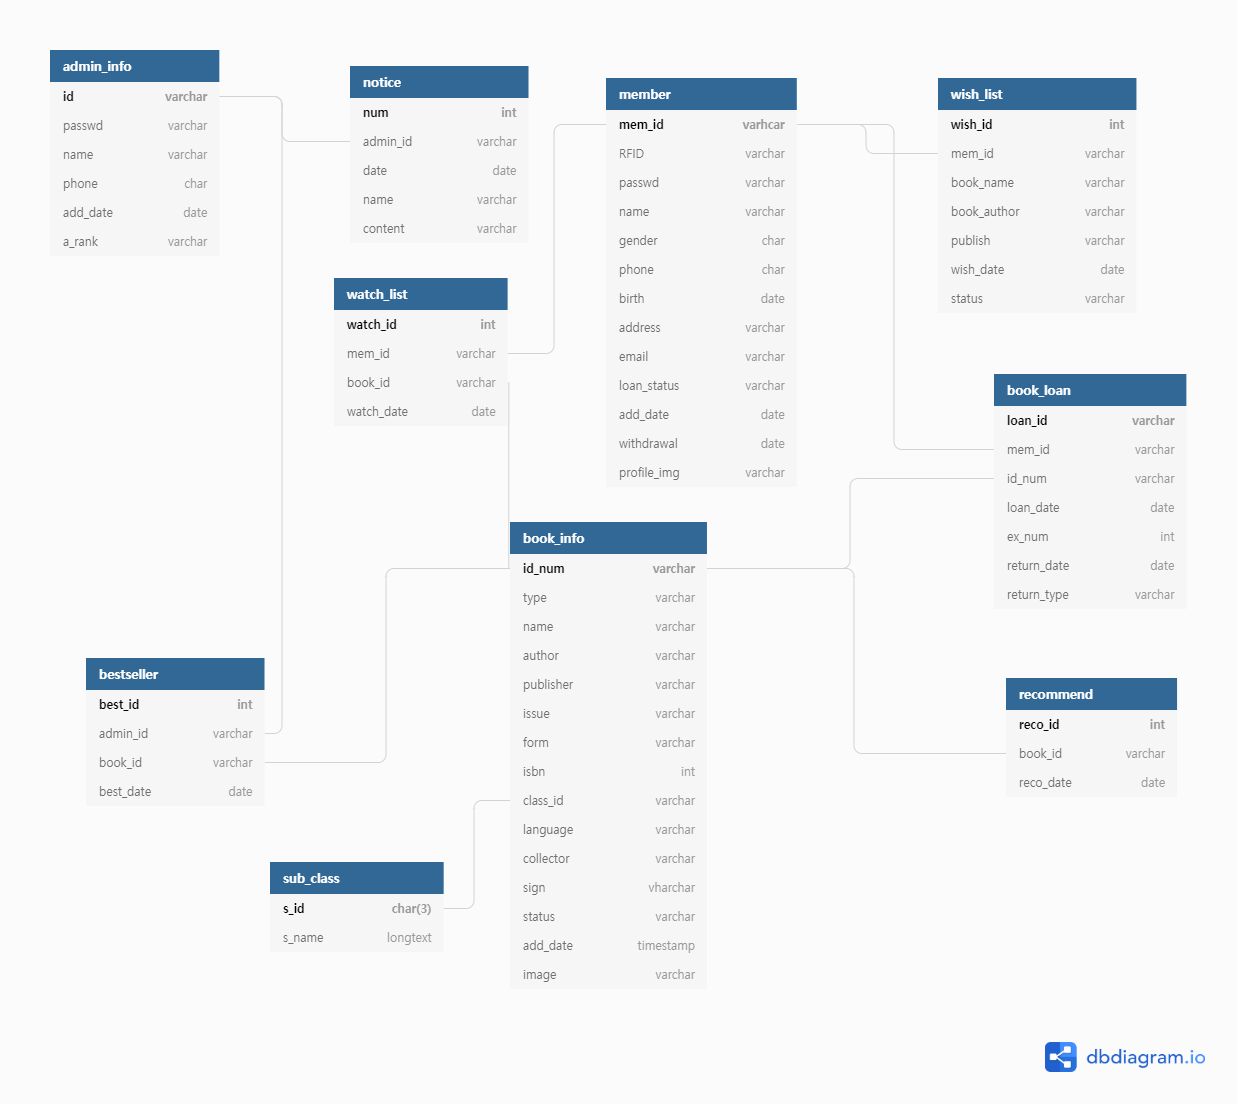 admin_info
id varchar
passwd varchar
name varchar
phone char
add_date date
a_rank varchar
notice
num int
admin_id varchar
date date
name varchar
content varchar
member
mem_id varhcar
RFID varchar
passwd varchar
name varchar
gender char
phone char
birth date
address varchar
email varchar
loan_status varchar
add_date date
withdrawal date
profile_img varchar
wish_list
wish_id int
mem_id varchar
book_name varchar
book_author varchar
publish varchar
wish_date date
status varchar
watch_list
watch_id int
mem_id varchar
book_id varchar
watch_date date
book_loan
loan_id varchar
mem_id varchar
id_num varchar
loan_date date
ex_num int
return_date date
return_type varchar
book_info
id_num varchar
type varchar
name varchar
author varchar
publisher varchar
issue varchar
form varchar
isbn int
class_id varchar
language varchar
collector varchar
sign vharchar
status varchar
add_date timestamp
image varchar
bestseller
best_id int
admin_id varchar
book_id varchar
best_date date
recommend
reco_id int
book_id varchar
reco_date date
sub_class
s_id char(3)
s_name longtext
dbdiagram.io